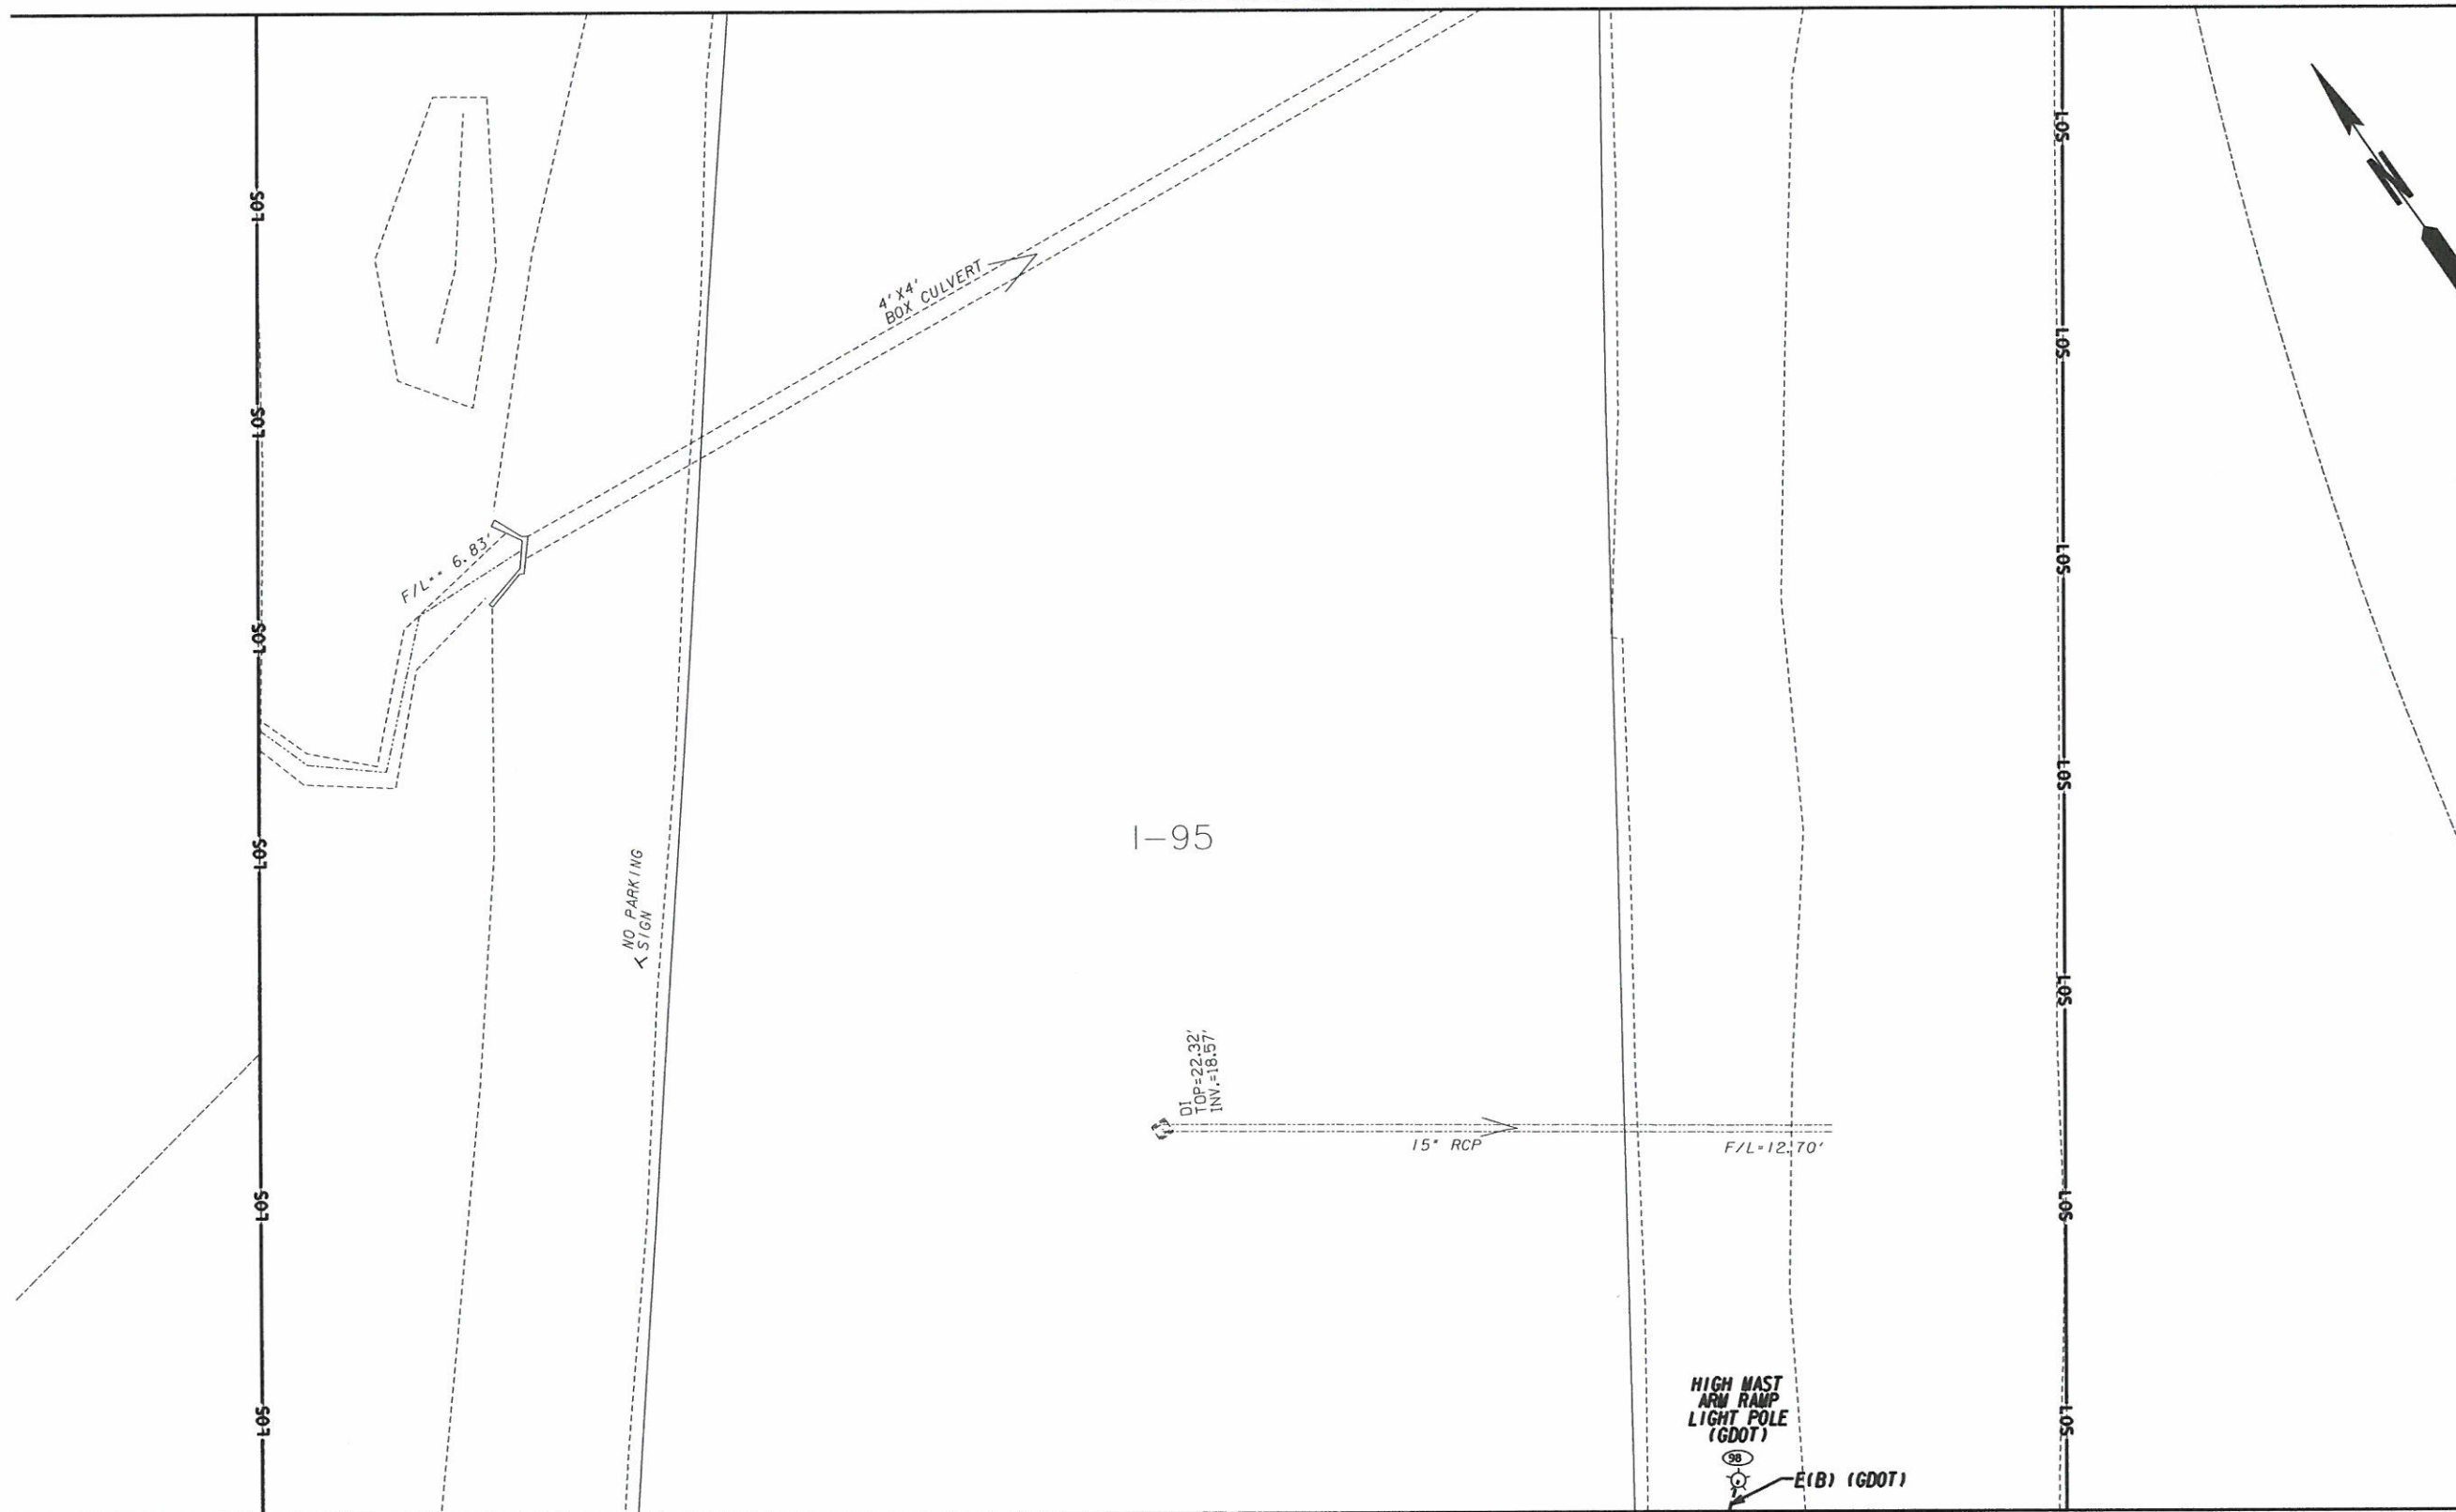 LOS
LOS
LOS
LOS
LOS
LOS
LOS
LOS
LOS
LOS
LOS
LOS
LOS
N
4'X4'
BOX CULVERT
F/L= 6.83'
I-95
NO PARKING
SIGN
DI
TOP=22.32'
INV.=18.57'
15" RCP
F/L=12.70'
HIGH MAST
ARM RAMP
LIGHT POLE
(GDOT)
98
E(B) (GDOT)